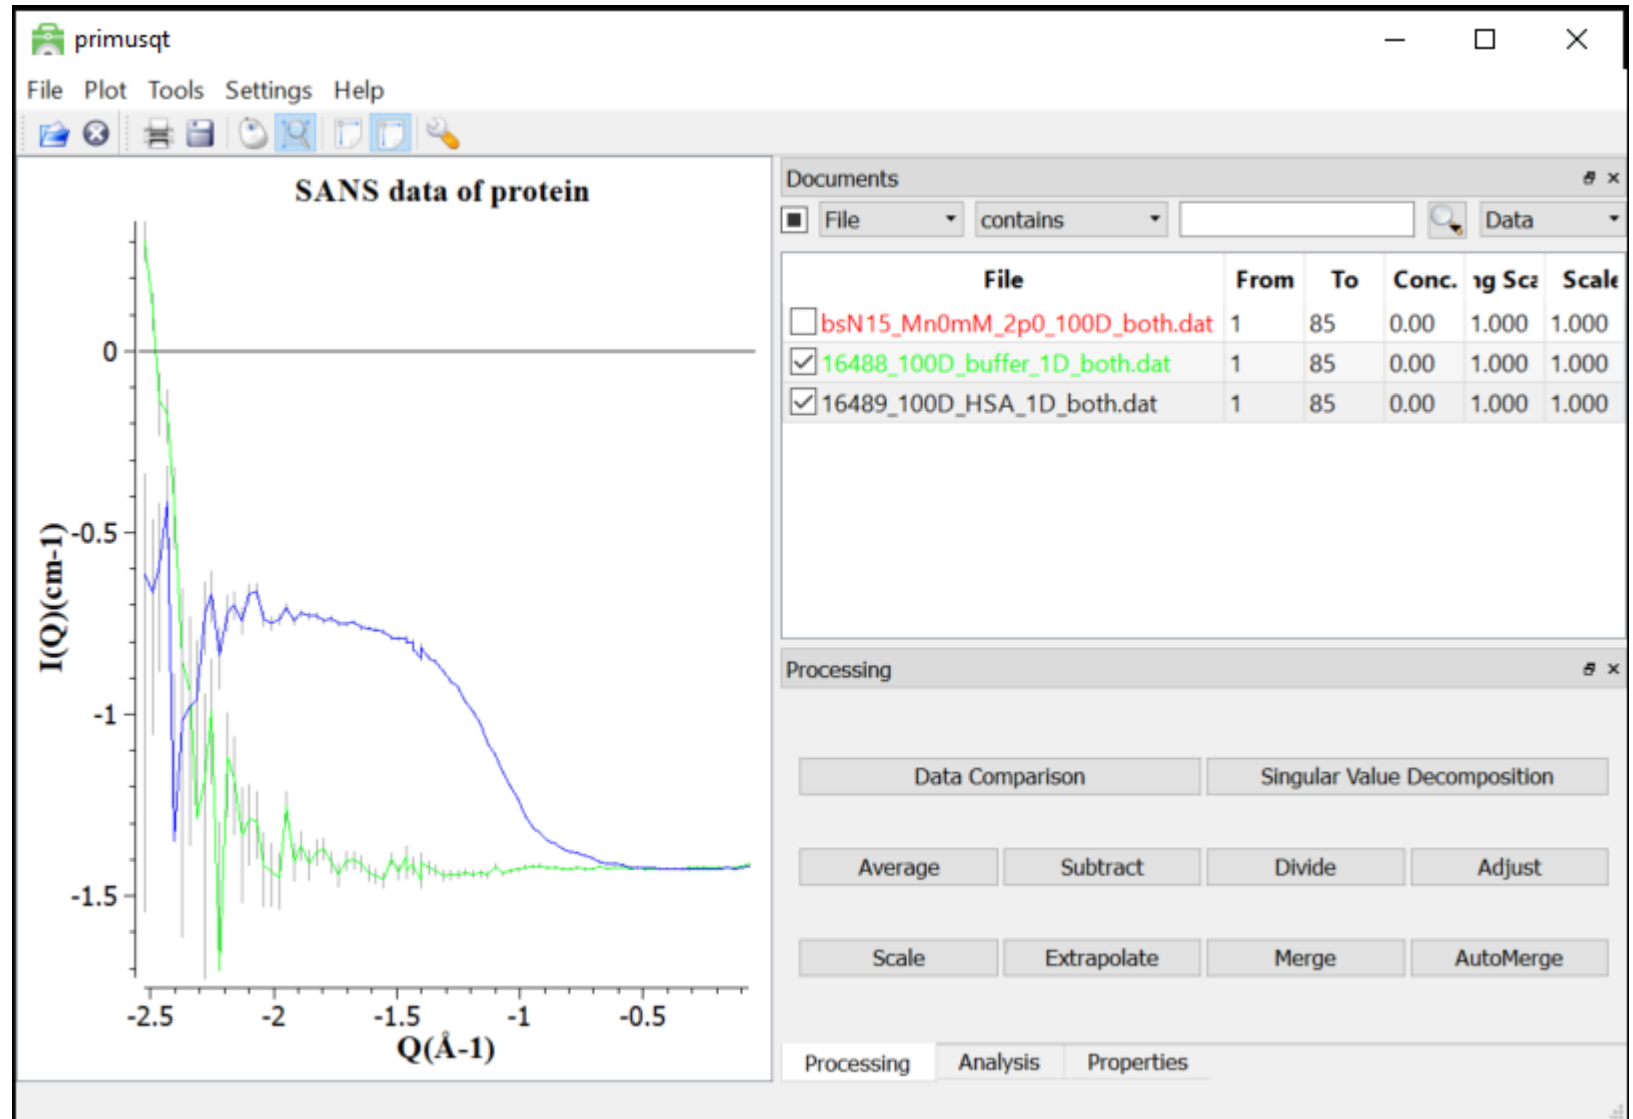 primusqt
File Plot Tools Settings Help
SANS data of protein
0
-0.5
-1
-1.5
I(Q)(cm-1)
-2.5 -2 -1.5 -1 -0.5
Q(Å-1)
Documents
File contains Data
File From To Conc. ng Sca Scale
bsN15_Mn0mM_2p0_100D_both.dat 1 85 0.00 1.000 1.000
16488_100D_buffer_1D_both.dat 1 85 0.00 1.000 1.000
16489_100D_HSA_1D_both.dat 1 85 0.00 1.000 1.000
Processing
Data Comparison Singular Value Decomposition
Average Subtract Divide Adjust
Scale Extrapolate Merge AutoMerge
Processing Analysis Properties